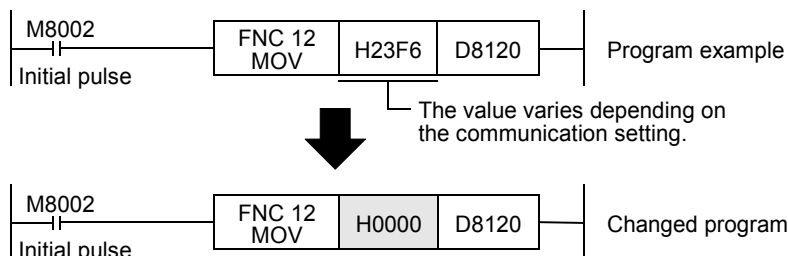 M8002
Initial pulse
FNC 12
MOV
H23F6
D8120
Program example
The value varies depending on
the communication setting.
M8002
Initial pulse
FNC 12
MOV
H0000
D8120
Changed program